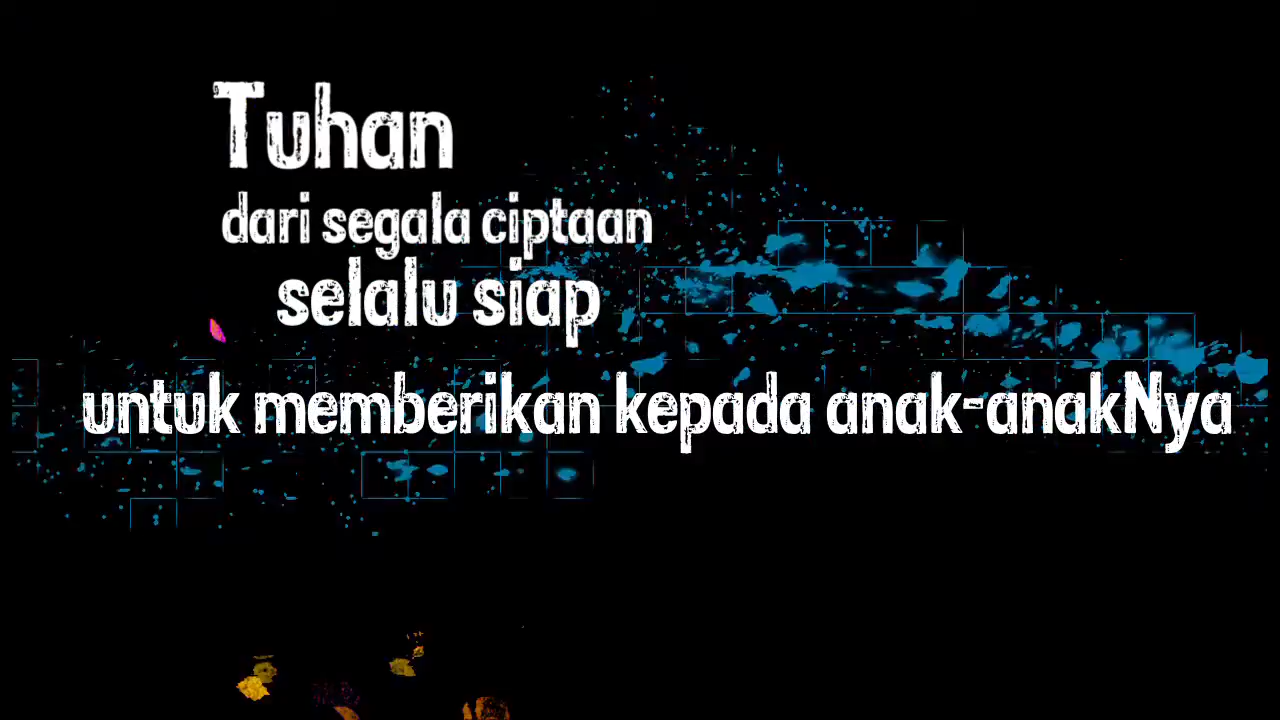 Tuhan
dari segala ciptaan
selalu siap
untuk memberikan kepada anak-anakNya